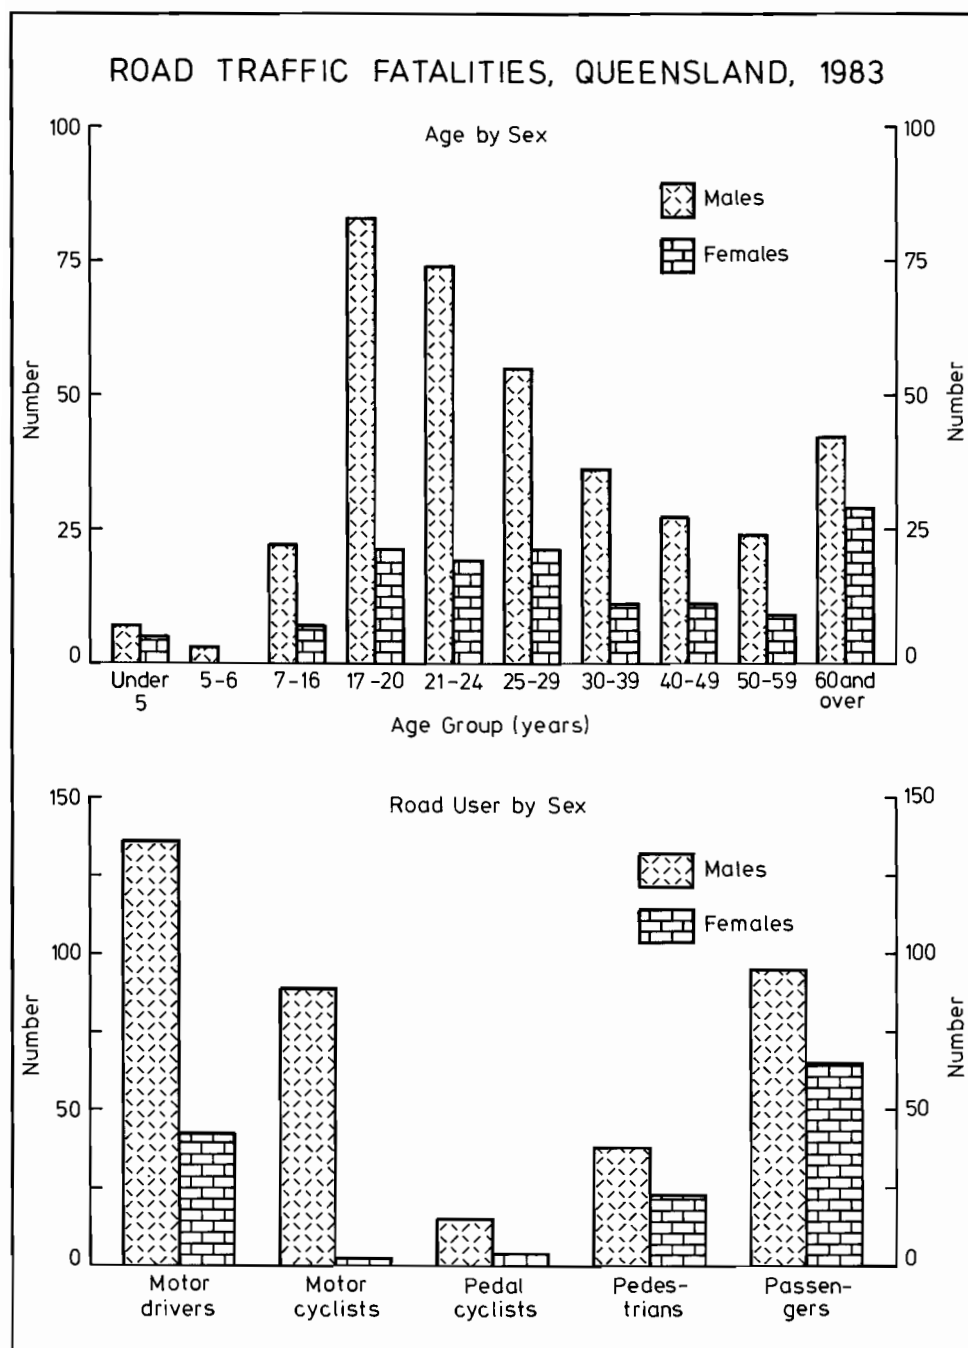 ROAD TRAFFIC FATALITIES, QUEENSLAND, 1983
Age by Sex
100
75
50
25
0
Number
100
75
50
25
0
Number
Males
Females
Under 5-6 7-16 17-20 21-24 25-29 30-39 40-49 50-59 60 and
5 over
Age Group (years)
Road User by Sex
150
100
50
0
Number
150
100
50
0
Number
Males
Females
Motor Motor Pedal Pedes- Passen-
drivers cyclists cyclists trians gers